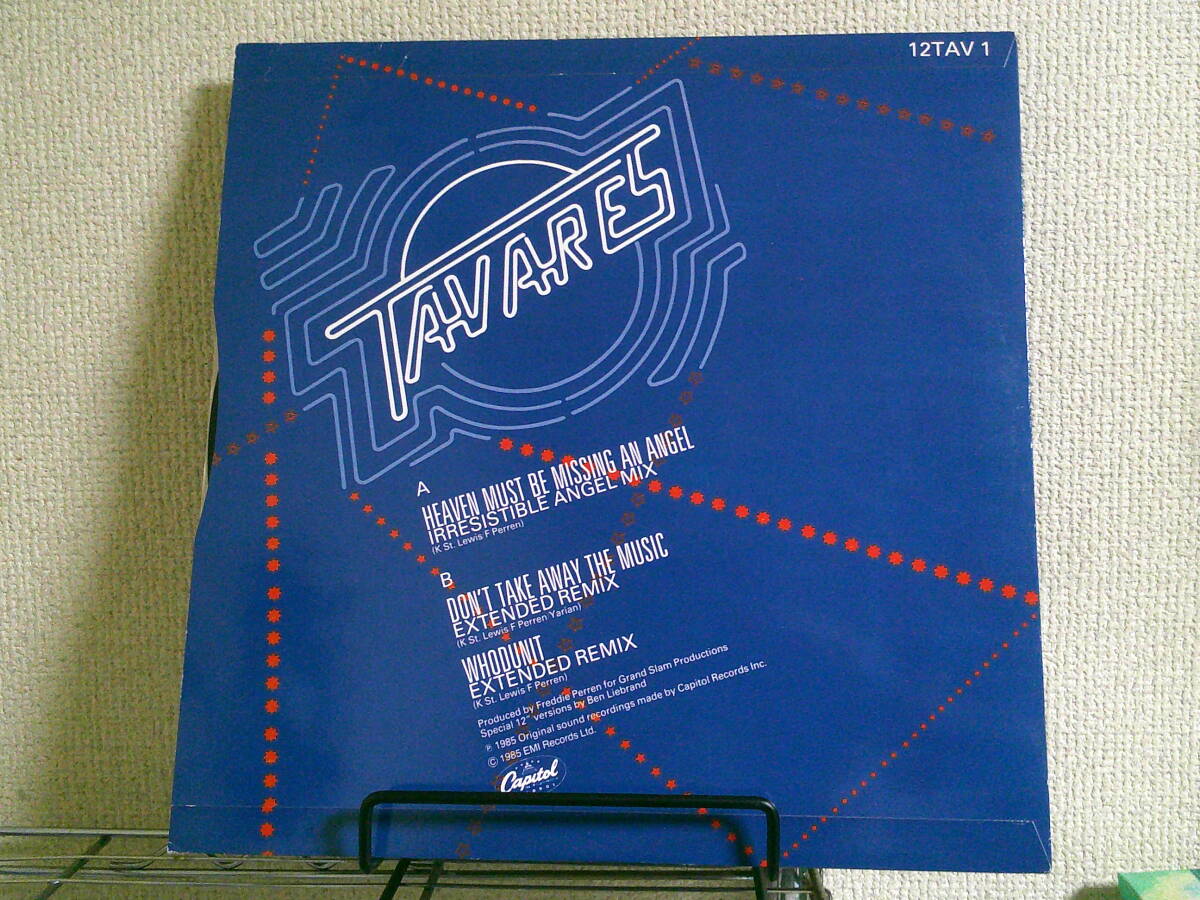 12TAV 1
TAVARES
A
HEAVEN MUST BE MISSING AN ANGEL
IRRESISTIBLE ANGEL MIX
(K St. Lewis F Perren)
B
DON'T TAKE AWAY THE MUSIC
EXTENDED REMIX
(K St. Lewis F Perren Yarian)
WHODUNIT
EXTENDED REMIX
(K St. Lewis F Perren)
Produced by Freddie Perren for Grand Slam Productions
Special 12" versions by Ben Liebrand
℗ 1985 Original sound recordings made by Capitol Records Inc.
© 1985 EMI Records Ltd.
Capitol